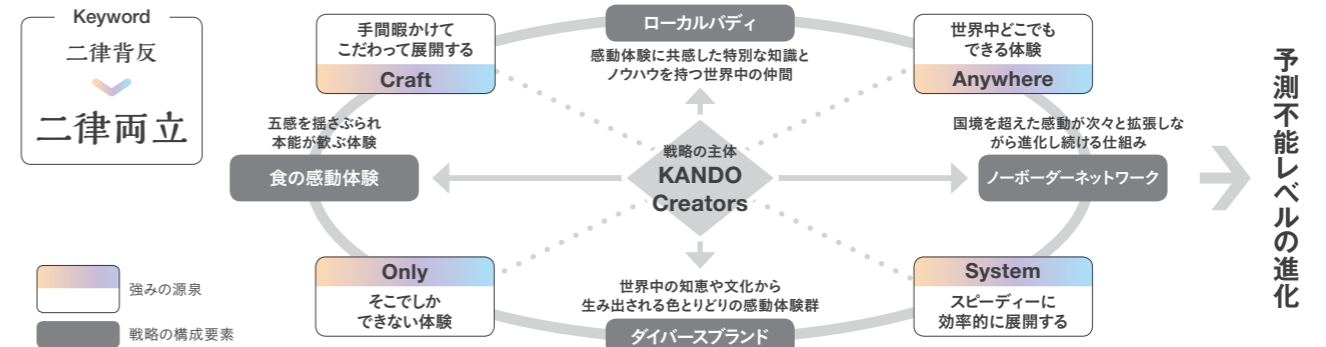 Keyword
二律背反
二律両立
手間暇かけて
こだわって展開する
Craft
ローカルバディ
感動体験に共感した特別な知識と
ノウハウを持つ世界中の仲間
世界中どこでも
できる体験
Anywhere
五感を揺さぶられ
本能が歓ぶ体験
食の感動体験
戦略の主体
KANDO
Creators
国境を超えた感動が次々と拡張しな
がら進化し続ける仕組み
ノーボーダーネットワーク
予測不能レベルの進化
Only
そこでしか
できない体験
世界中の知恵や文化から
生み出される色とりどりの感動体験群
ダイバースブランド
System
スピーディーに
効率的に展開する
強みの源泉
戦略の構成要素